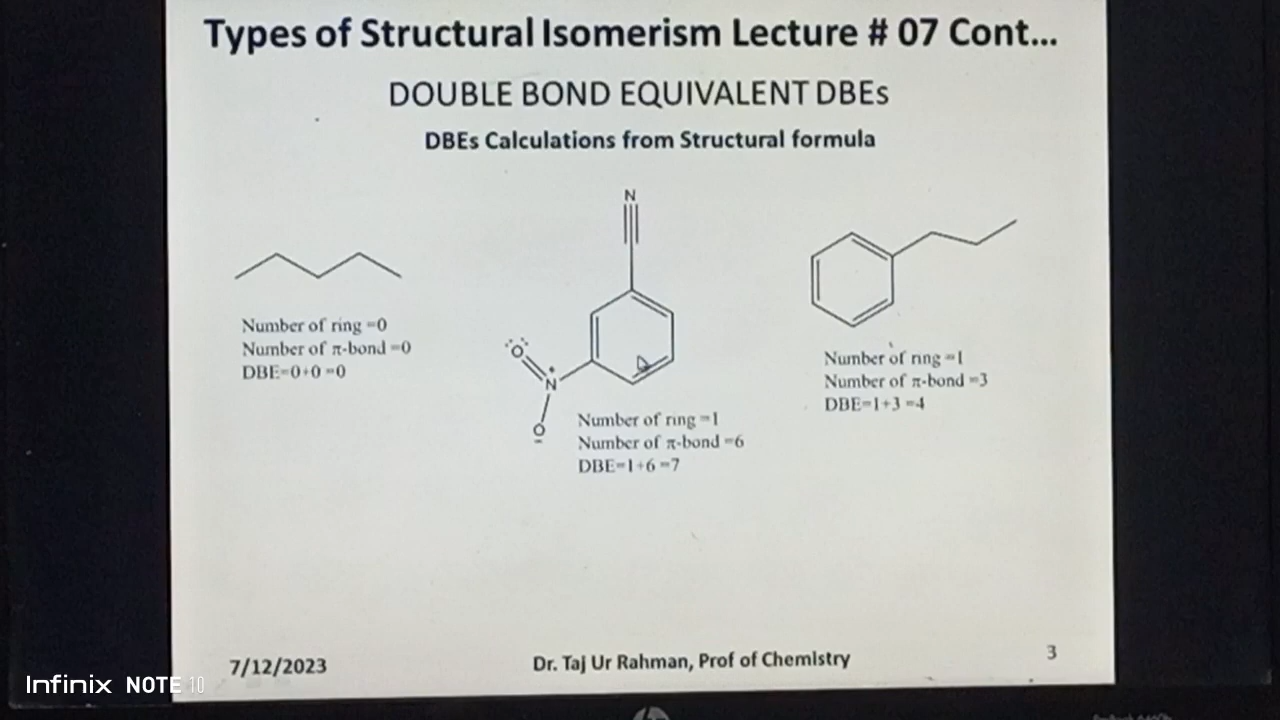 Types of Structural Isomerism Lecture # 07 Cont...
DOUBLE BOND EQUIVALENT DBEs
DBEs Calculations from Structural formula
N
O
N
O
Number of ring =0
Number of π-bond =0
DBE=0+0 =0
Number of ring =1
Number of π-bond =6
DBE=1+6 =7
Number of ring =1
Number of π-bond =3
DBE=1+3 =4
7/12/2023
Dr. Taj Ur Rahman, Prof of Chemistry
3
Infinix NOTE 10